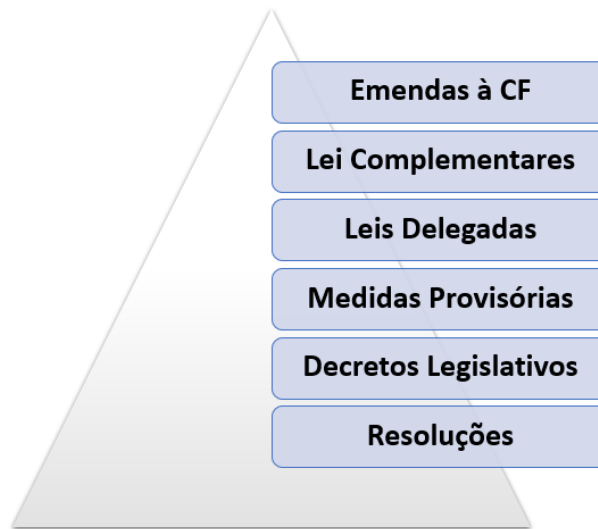 Emendas à CF
Lei Complementares
Leis Delegadas
Medidas Provisórias
Decretos Legislativos
Resoluções